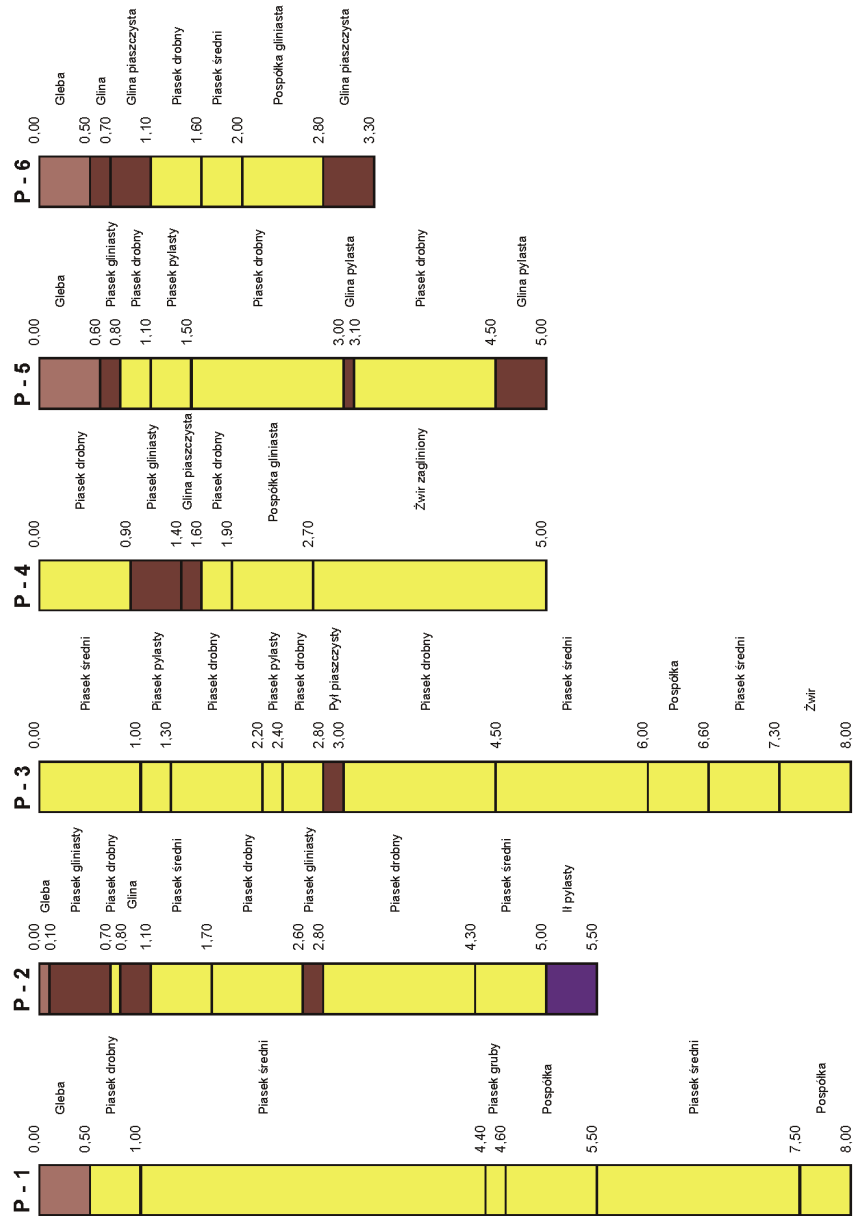 P - 1
0,00
Gleba
0,50
Piasek drobny
1,00
Piasek średni
4,40
Piasek gruby
4,60
Pospółka
5,50
Piasek średni
7,50
Pospółka
8,00
P - 2
0,00
Gleba
0,10
Piasek gliniasty
0,70
Piasek drobny
0,80
Glina
1,10
Piasek średni
1,70
Piasek drobny
2,60
Piasek gliniasty
2,80
Piasek drobny
4,30
Piasek średni
5,00
Ił pylasty
5,50
P - 3
0,00
Piasek średni
1,00
Piasek pylasty
1,30
Piasek drobny
2,20
Piasek pylasty
2,40
Piasek drobny
2,80
Pył piaszczysty
3,00
Piasek drobny
4,50
Piasek średni
6,00
Pospółka
6,60
Piasek średni
7,30
Żwir
8,00
P - 4
0,00
Piasek drobny
0,90
Piasek gliniasty
1,40
Glina piaszczysta
1,60
Piasek drobny
1,90
Pospółka gliniasta
2,70
Żwir zagliniony
5,00
P - 5
0,00
Gleba
0,60
Piasek gliniasty
0,80
Piasek drobny
1,10
Piasek pylasty
1,50
Piasek drobny
3,00
Glina pylasta
3,10
Piasek drobny
4,50
Glina pylasta
5,00
P - 6
0,00
Gleba
0,50
Glina
0,70
Glina piaszczysta
1,10
Piasek drobny
1,60
Piasek średni
2,00
Pospółka gliniasta
2,80
Glina piaszczysta
3,30